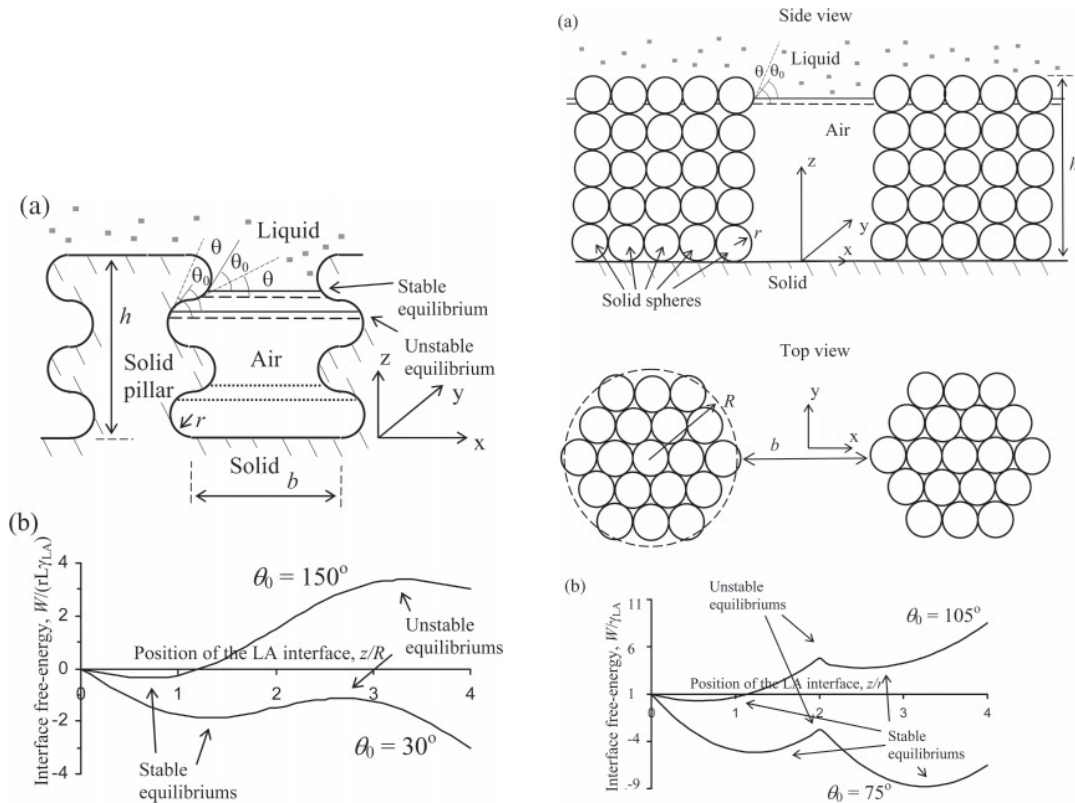 (a)
Liquid
θ
θ₀
θ₀
θ
Stable
equilibrium
h
Unstable
equilibrium
Solid
pillar
Air
z
y
r
x
Solid
b
(b)
Interface free-energy, W/(rLγLA)
4
2
0
-2
-4
θ₀ = 150°
Unstable
equilibriums
Position of the LA interface, z/R
0 1 2 3 4
Stable
equilibriums
θ₀ = 30°
(a)
Side view
Liquid
θ θ₀
Air
z
h
y
r
x
Solid spheres
Solid
Top view
y
R
b
x
(b)
Interface free-energy, W/γLA
11
6
1
-4
-9
Unstable
equilibriums
θ₀ = 105°
Position of the LA interface, z/r
0 1 2 3 4
Stable
equilibriums
θ₀ = 75°